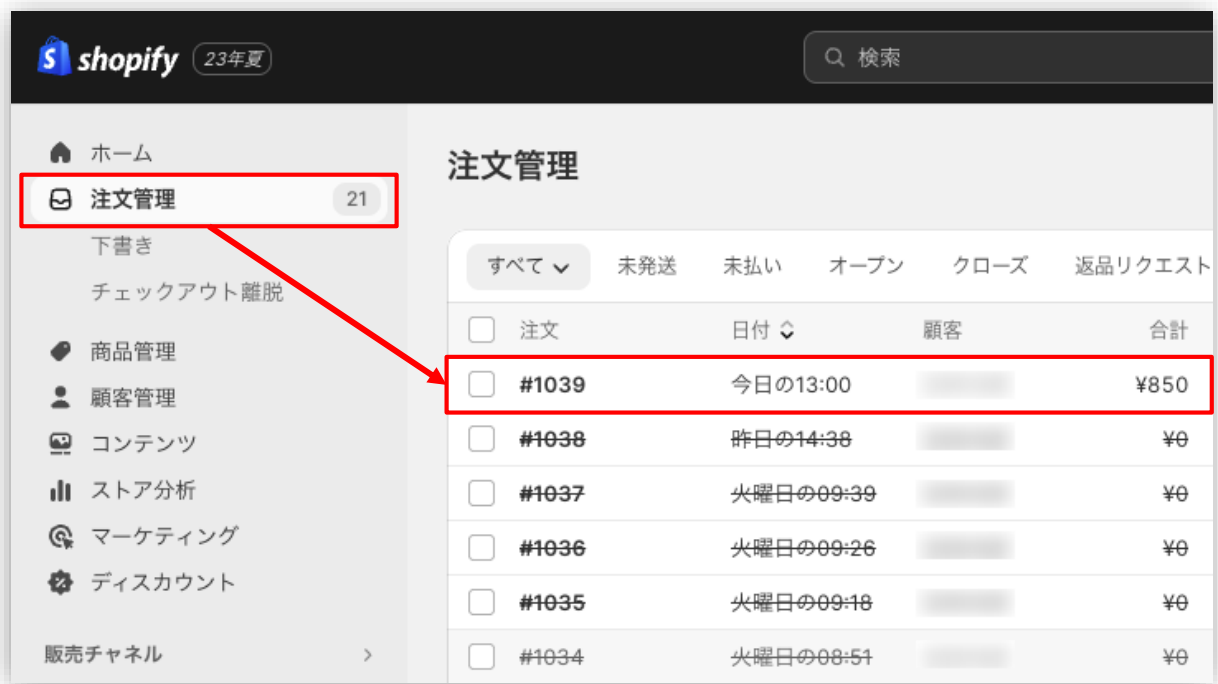 shopify 23年夏
検索
ホーム
注文管理 21
下書き
チェックアウト離脱
商品管理
顧客管理
コンテンツ
ストア分析
マーケティング
ディスカウント
販売チャネル
注文管理
すべて 未発送 未払い オープン クローズ 返品リクエスト
注文 日付 顧客 合計
#1039 今日の13:00 ¥850
#1038 昨日の14:38 ¥0
#1037 火曜日の09:39 ¥0
#1036 火曜日の09:26 ¥0
#1035 火曜日の09:18 ¥0
#1034 火曜日の08:51 ¥0